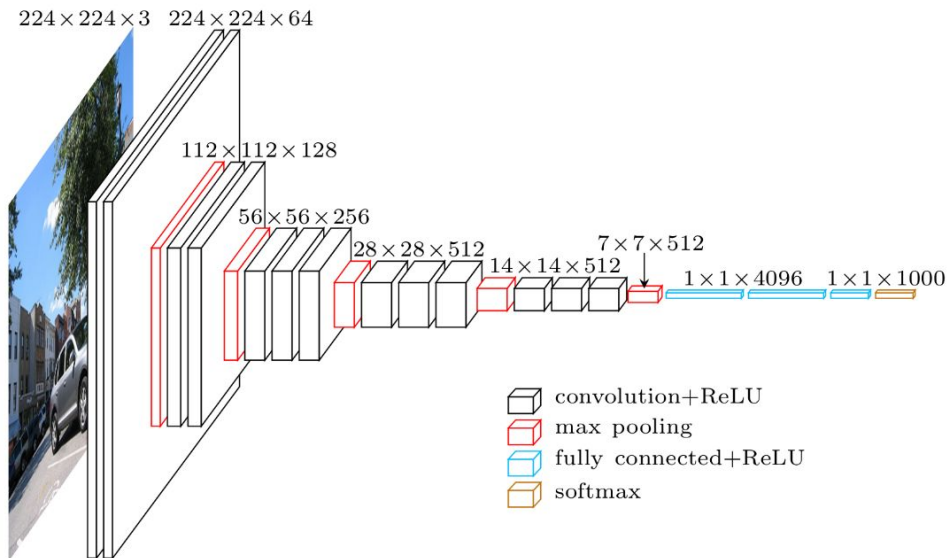 224×224×3
224×224×64
112×112×128
56×56×256
28×28×512
14×14×512
7×7×512
1×1×4096
1×1×1000
convolution+ReLU
max pooling
fully connected+ReLU
softmax